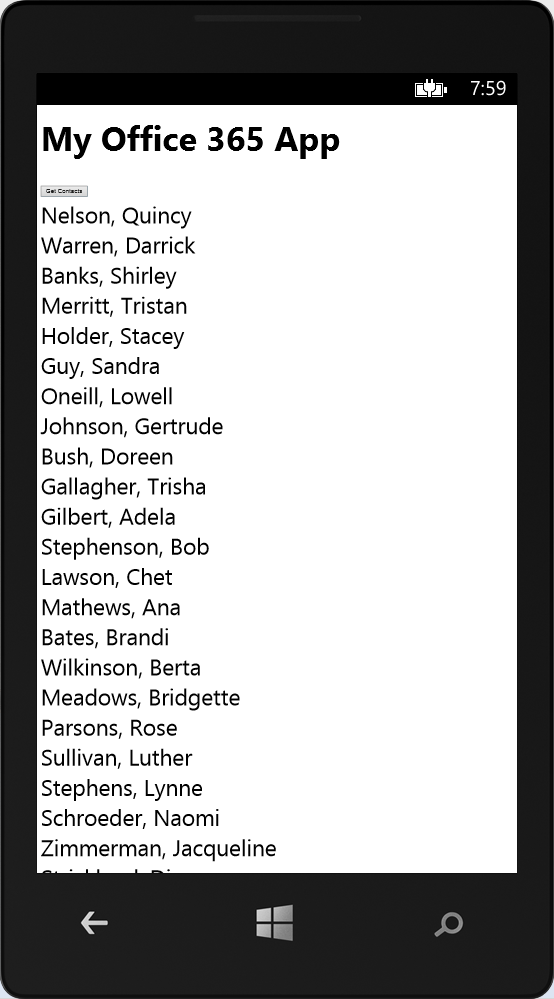 7:59
My Office 365 App
Get Contacts
Nelson, Quincy
Warren, Darrick
Banks, Shirley
Merritt, Tristan
Holder, Stacey
Guy, Sandra
Oneill, Lowell
Johnson, Gertrude
Bush, Doreen
Gallagher, Trisha
Gilbert, Adela
Stephenson, Bob
Lawson, Chet
Mathews, Ana
Bates, Brandi
Wilkinson, Berta
Meadows, Bridgette
Parsons, Rose
Sullivan, Luther
Stephens, Lynne
Schroeder, Naomi
Zimmerman, Jacqueline